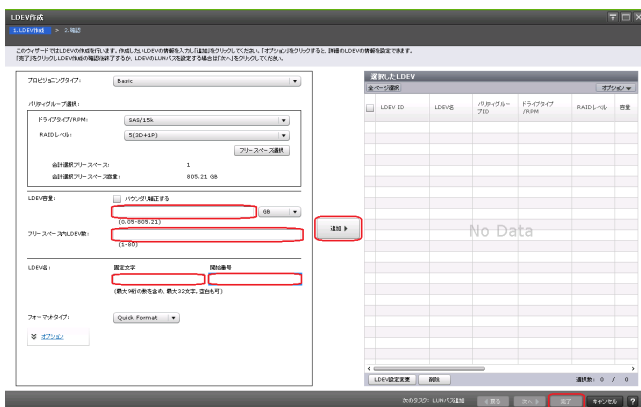 LDEV作成
1.LDEV作成 > 2.確認
このウィザードではLDEVの作成を行います。作成したいLDEVの情報を入力し「追加」をクリックしてください。「オプション」をクリックすると、詳細のLDEVの情報を設定できます。
「完了」をクリックしLDEV作成の確認後終了するか、LDEVのLUNパスを設定する場合は「次へ」をクリックしてください。
プロビジョニングタイプ: Basic
パリティグループ選択:
ドライブタイプ/RPM: SAS/15k
RAIDレベル: 5(3D+1P)
フリースペース選択
合計選択フリースペース: 1
合計選択フリースペース容量: 805.21 GB
LDEV容量: バウンダリ補正する
GB
(0.05-805.21)
フリースペース内LDEV数:
(1-80)
LDEV名: 固定文字 開始番号
(最大9桁の数を含め、最大32文字。空白も可)
フォーマットタイプ: Quick Format
オプション
追加
選択したLDEV
全ページ選択 オプション
LDEV ID LDEV名 パリティグループID ドライブタイプ/RPM RAIDレベル 容量
No Data
LDEV設定変更 削除 選択数: 0 / 0
次のタスク: LUNパス追加 戻る 次へ 完了 キャンセル ?